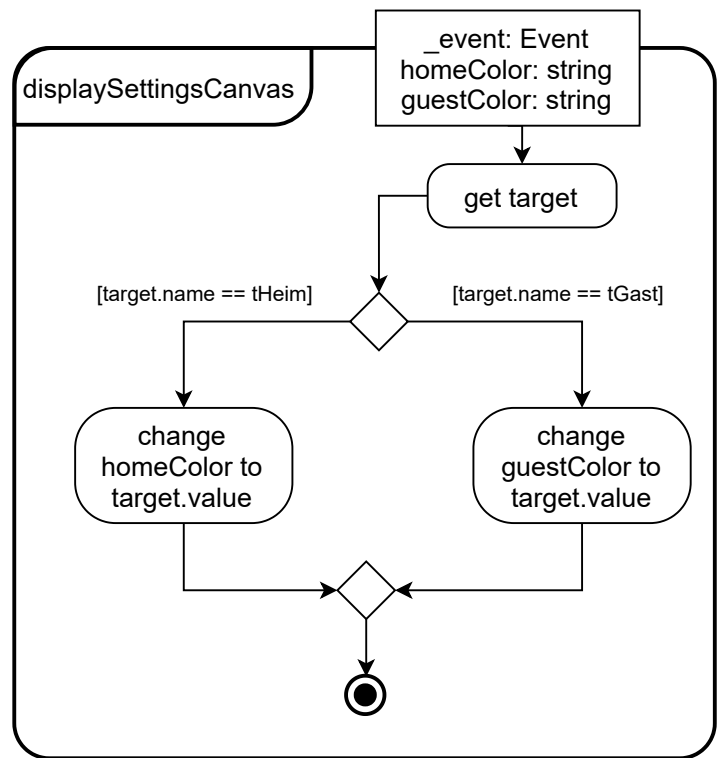 _event: Event
homeColor: string
guestColor: string
displaySettingsCanvas
get target
[target.name == tHeim]
[target.name == tGast]
change
homeColor to
target.value
change
guestColor to
target.value